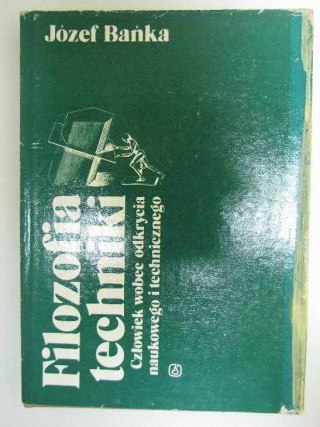 Józef Bańka
Filozofia
techniki
Człowiek wobec odkrycia
naukowego i technicznego